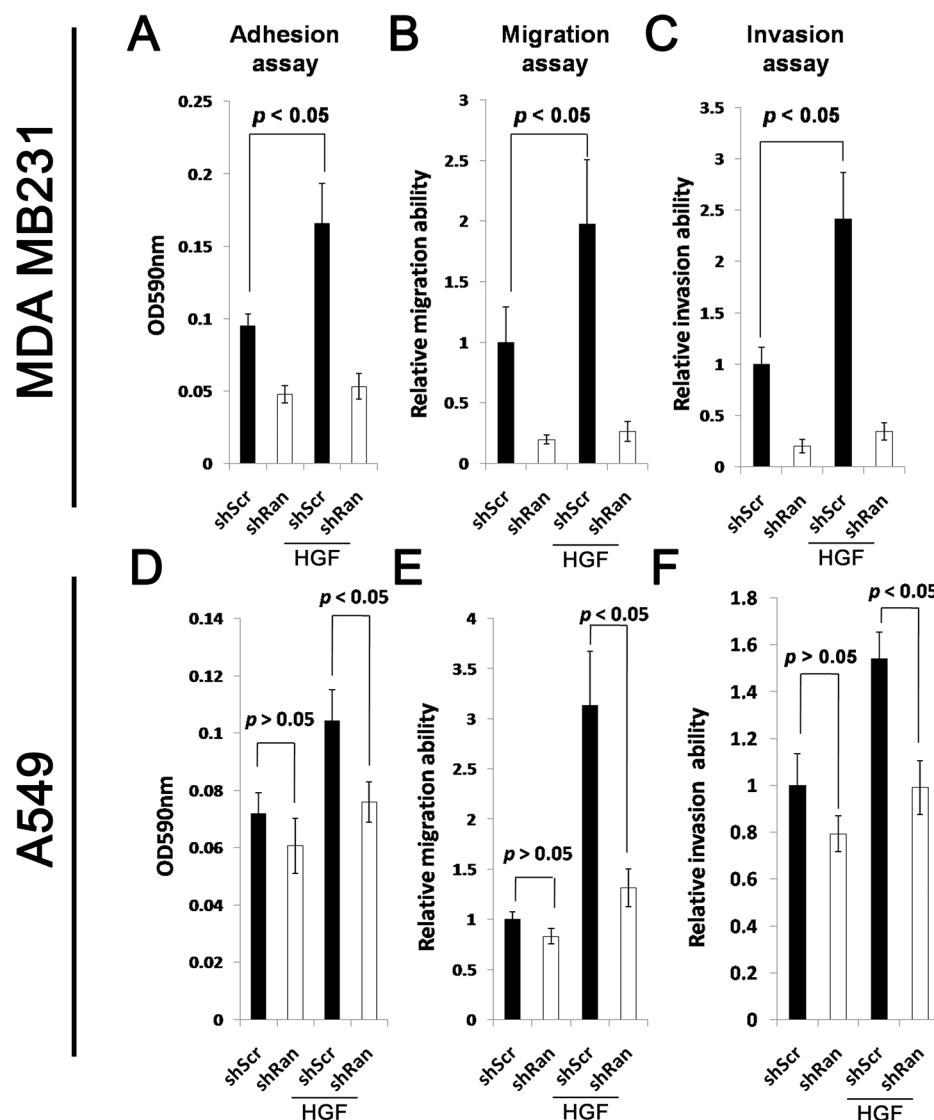 MDA MB231
A
Adhesion
assay
p < 0.05
OD590nm
0.25
0.2
0.15
0.1
0.05
0
shScr
shRan
shScr
shRan
HGF
B
Migration
assay
p < 0.05
Relative migration ability
3
2.5
2
1.5
1
0.5
0
shScr
shRan
shScr
shRan
HGF
C
Invasion
assay
p < 0.05
Relative invasion ability
3.5
3
2.5
2
1.5
1
0.5
0
shScr
shRan
shScr
shRan
HGF
A549
D
p < 0.05
p > 0.05
OD590nm
0.14
0.12
0.1
0.08
0.06
0.04
0.02
0
shScr
shRan
shScr
shRan
HGF
E
p < 0.05
p > 0.05
Relative migration ability
4
3.5
3
2.5
2
1.5
1
0.5
0
shScr
shRan
shScr
shRan
HGF
F
p < 0.05
p > 0.05
Relative invasion ability
1.8
1.6
1.4
1.2
1
0.8
0.6
0.4
0.2
0
shScr
shRan
shScr
shRan
HGF